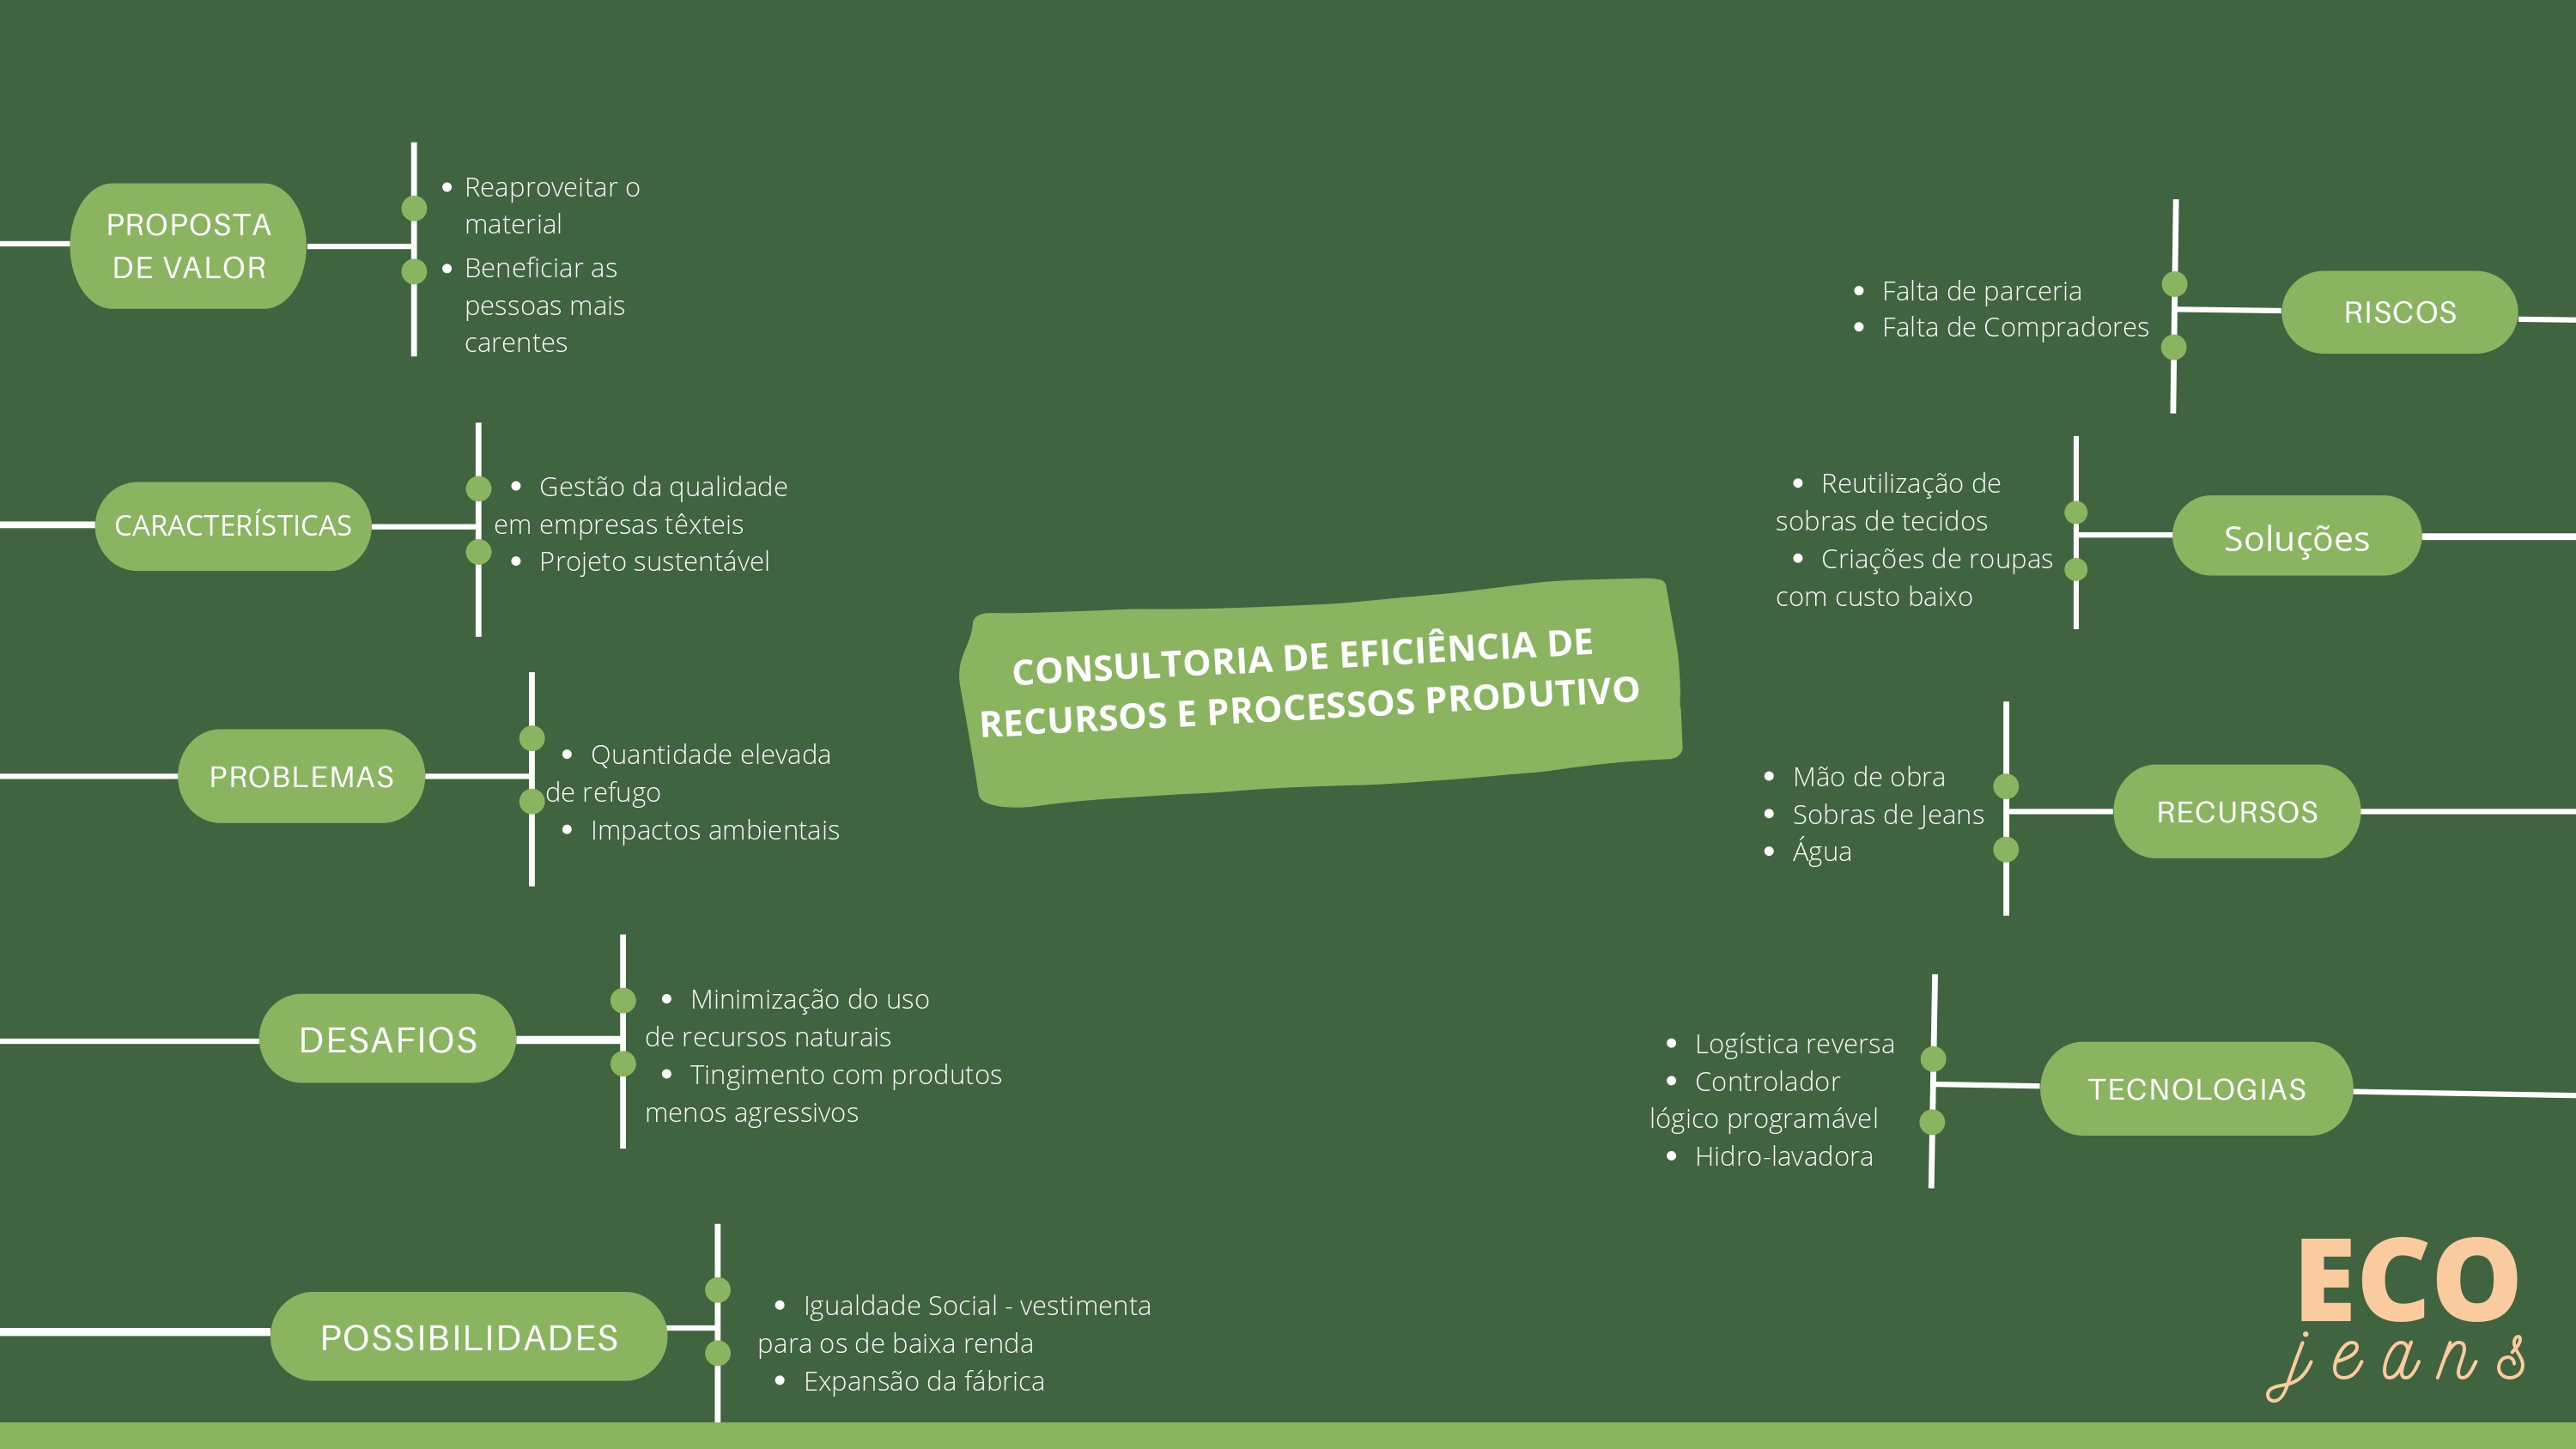 PROPOSTA
DE VALOR
• Reaproveitar o
material
• Beneficiar as
pessoas mais
carentes
CARACTERÍSTICAS
• Gestão da qualidade
em empresas têxteis
• Projeto sustentável
PROBLEMAS
• Quantidade elevada
de refugo
• Impactos ambientais
DESAFIOS
• Minimização do uso
de recursos naturais
• Tingimento com produtos
menos agressivos
POSSIBILIDADES
• Igualdade Social - vestimenta
para os de baixa renda
• Expansão da fábrica
CONSULTORIA DE EFICIÊNCIA DE
RECURSOS E PROCESSOS PRODUTIVO
• Falta de parceria
• Falta de Compradores
RISCOS
• Reutilização de
sobras de tecidos
• Criações de roupas
com custo baixo
Soluções
• Mão de obra
• Sobras de Jeans
• Água
RECURSOS
• Logística reversa
• Controlador
lógico programável
• Hidro-lavadora
TECNOLOGIAS
ECO
jeans